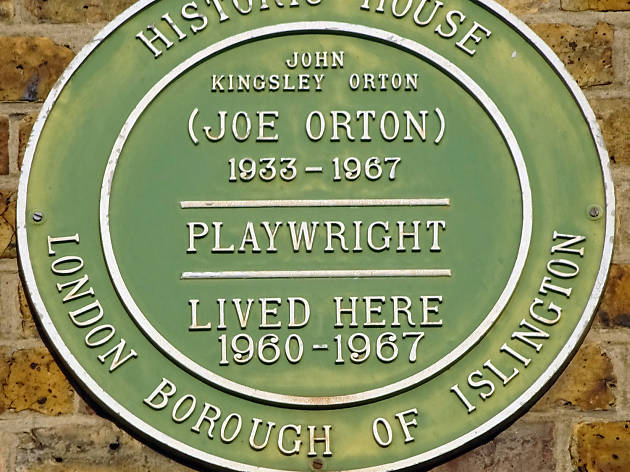 HISTORIC HOUSE
JOHN
KINGSLEY ORTON
(JOE ORTON)
1933-1967
PLAYWRIGHT
LIVED HERE
1960-1967
LONDON BOROUGH OF ISLINGTON